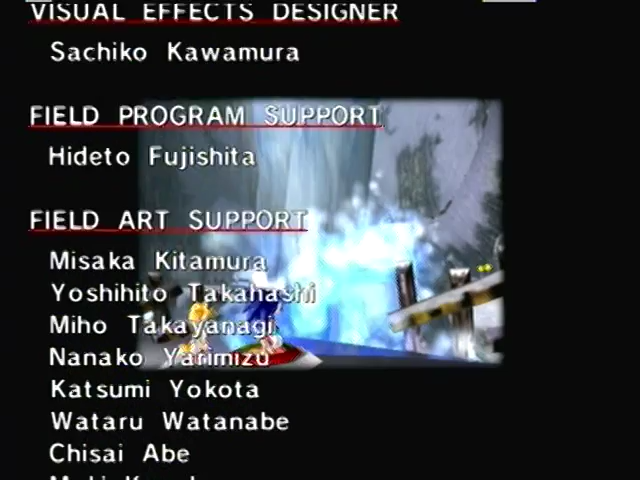 VISUAL EFFECTS DESIGNER
Sachiko Kawamura
FIELD PROGRAM SUPPORT
Hideto Fujishita
FIELD ART SUPPORT
Misaka Kitamura
Yoshihito Takahashi
Miho Takayanagi
Nanako Yarimizu
Katsumi Yokota
Wataru Watanabe
Chisai Abe